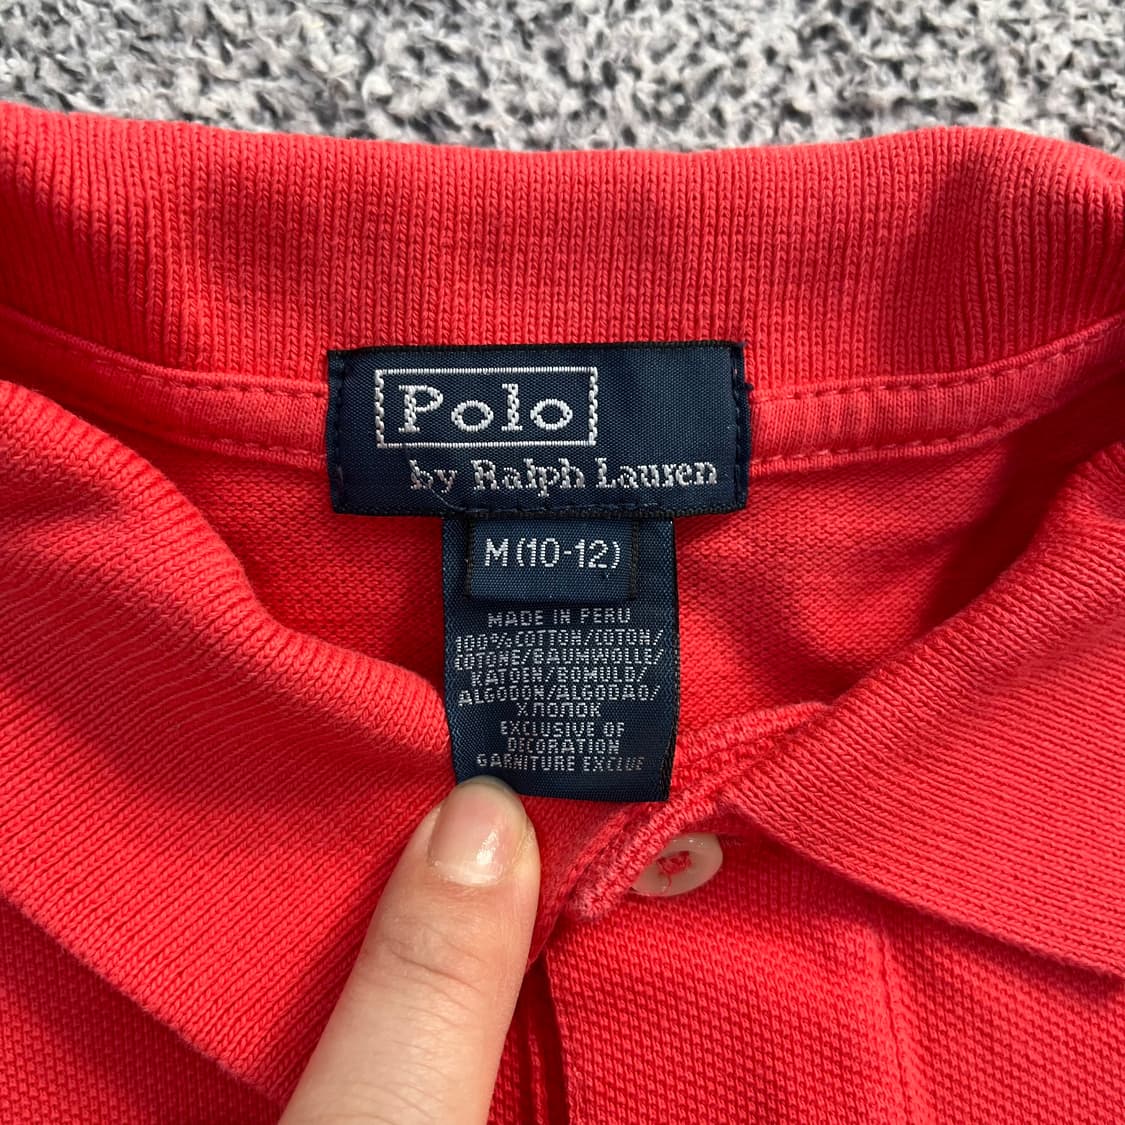 Polo
by Ralph Lauren
M (10-12)
MADE IN PERU
100% COTTON/COTON/
COTONE/BAUMWOLLE/
KATOEN/BOMULD/
ALGODON/ALGODAO/
ХЛОПОК
EXCLUSIVE OF
DECORATION
GARNITURE EXCLUE